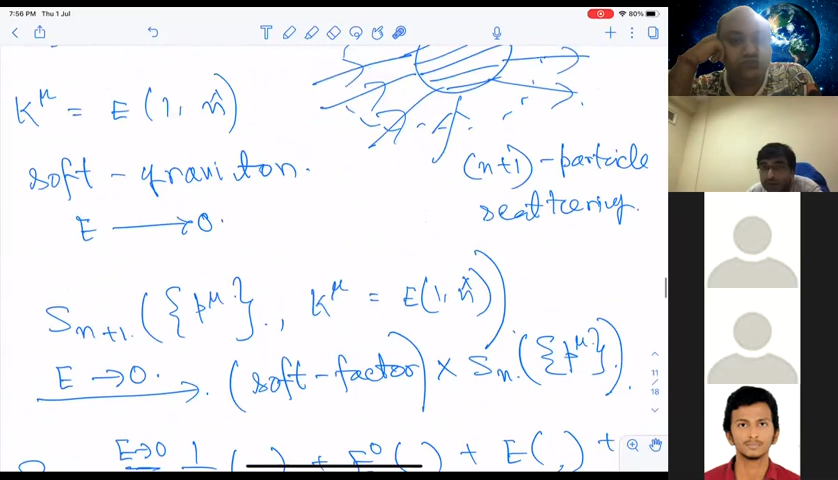 7:56 PM Thu 1 Jul
80%
K^μ = E(1, n̂)
soft-graviton.
E ⟶ 0.
(n+1)-particle
scattering.
S_{n+1}({p^μ}, K^μ = E(1, n̂))
E → 0. (soft-factor) × S_n({p^μ}).
E→0 1 ( ) + E^0( ) + E( ) +
11
18